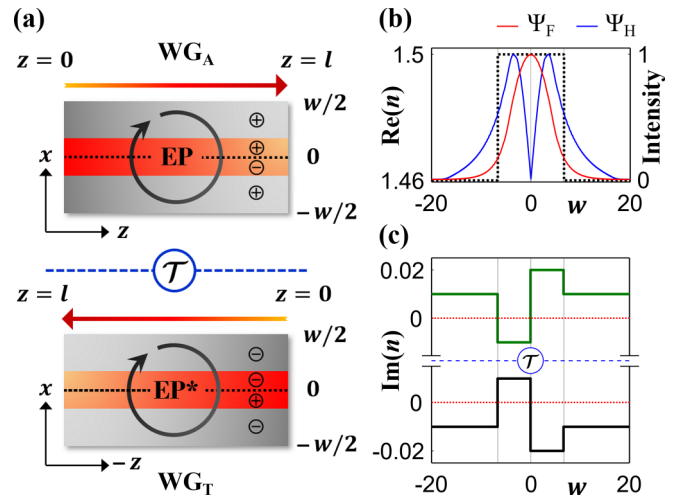 (a)
z = 0
WG_A
z = l
w/2
⊕
x
EP
⊕
⊖
0
⊕
−w/2
z
𝒯
z = l
z = 0
w/2
⊖
x
EP*
⊖
⊕
0
⊖
−w/2
−z
WG_T
(b)
Ψ_F
Ψ_H
1.5
1
Re(n)
Intensity
1.46
0
-20
0
w
20
(c)
0.02
0
𝒯
Im(n)
0
-0.02
-20
0
w
20